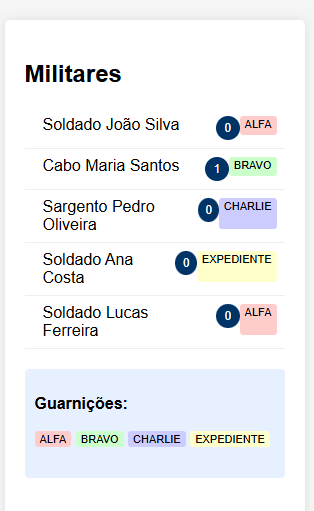 Militares
Soldado João Silva 0 ALFA
Cabo Maria Santos 1 BRAVO
Sargento Pedro 0 CHARLIE
Oliveira
Soldado Ana 0 EXPEDIENTE
Costa
Soldado Lucas 0 ALFA
Ferreira
Guarnições:
ALFA BRAVO CHARLIE EXPEDIENTE